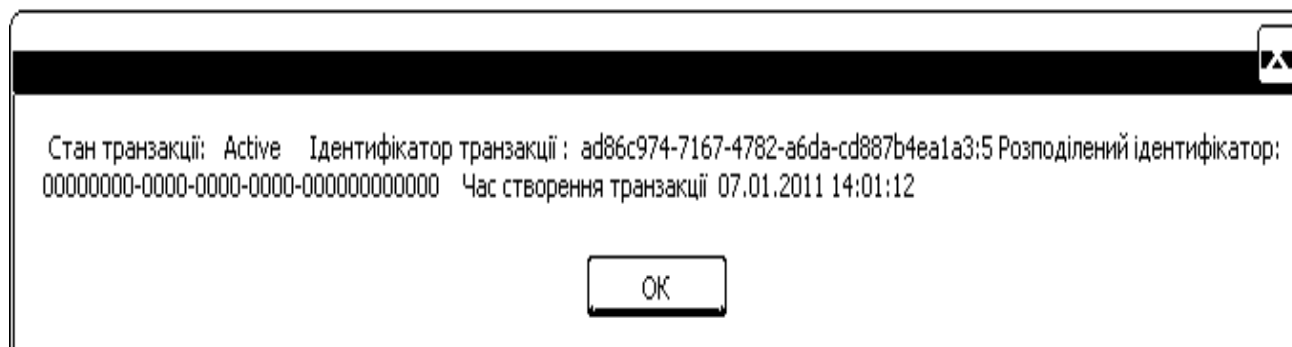 X
Стан транзакції: Active Ідентифікатор транзакції : ad86c974-7167-4782-a6da-cd887b4ea1a3:5 Розподілений ідентифікатор:
00000000-0000-0000-0000-000000000000 Час створення транзакції 07.01.2011 14:01:12
OK